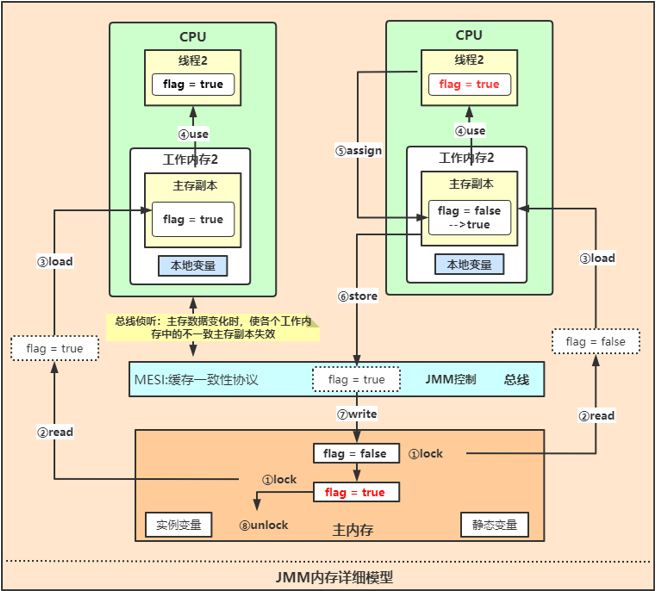 CPU
线程2
flag = true
④use
工作内存2
主存副本
flag = true
本地变量
CPU
线程2
flag = true
④use
⑤assign
工作内存2
主存副本
flag = false
-->true
本地变量
③load
③load
⑥store
总线侦听：主存数据变化时，使各个工作内
存中的不一致主存副本失效
flag = true
flag = false
MESI:缓存一致性协议
flag = true
JMM控制
总线
②read
②read
⑦write
flag = false
①lock
①lock
flag = true
⑧unlock
实例变量
主内存
静态变量
JMM内存详细模型